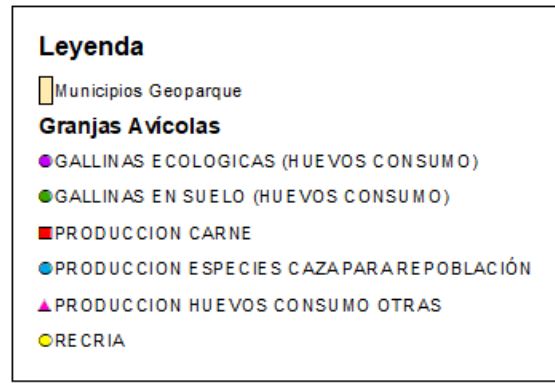 Leyenda
Municipios Geoparque
Granjas Avícolas
GALLINAS ECOLOGICAS (HUEVOS CONSUMO)
GALLINAS EN SUELO (HUEVOS CONSUMO)
PRODUCCION CARNE
PRODUCCION ESPECIES CAZA PARA REPOBLACIÓN
PRODUCCION HUEVOS CONSUMO OTRAS
RECRIA